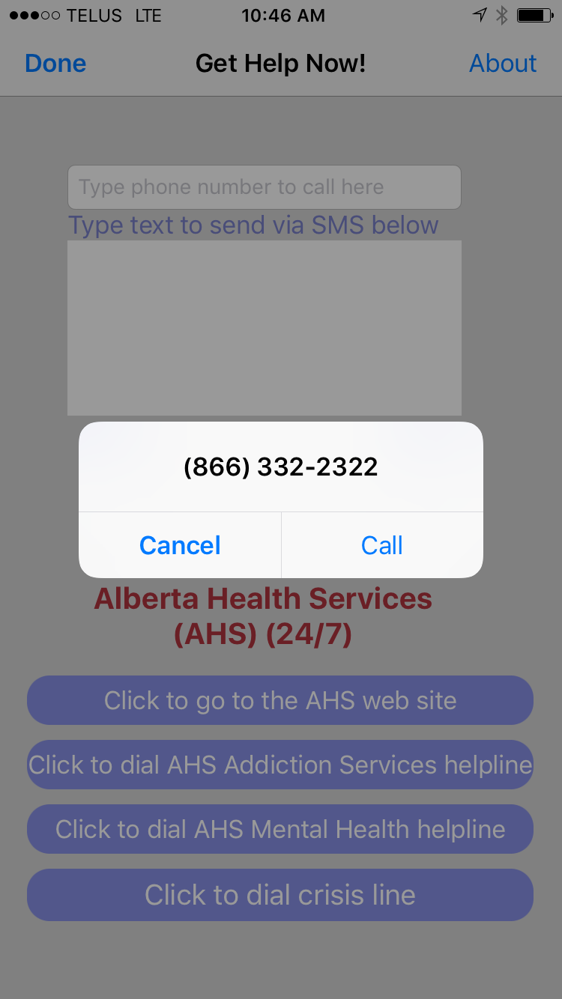 TELUS LTE 10:46 AM
Done Get Help Now! About
Type phone number to call here
Type text to send via SMS below
(866) 332-2322
Cancel Call
Alberta Health Services
(AHS) (24/7)
Click to go to the AHS web site
Click to dial AHS Addiction Services helpline
Click to dial AHS Mental Health helpline
Click to dial crisis line